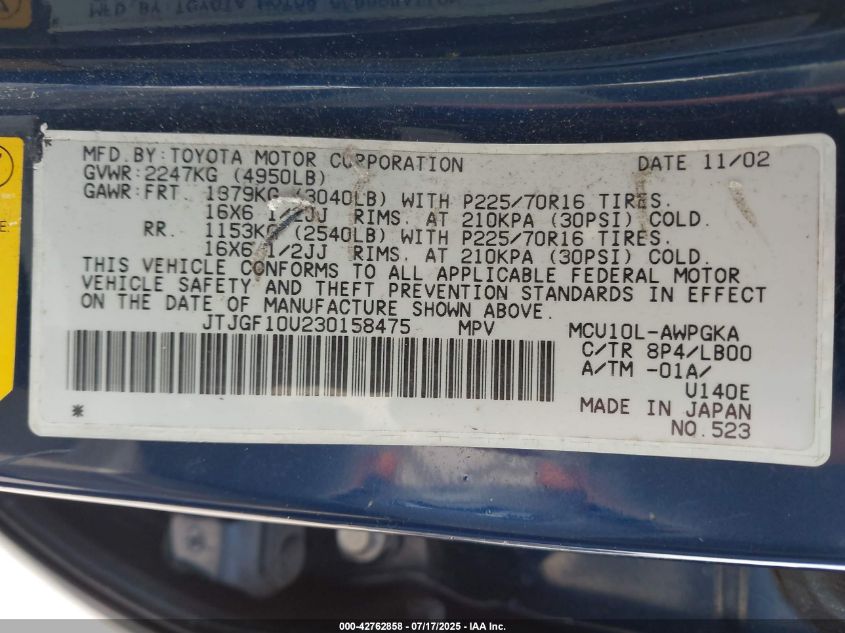 MFD.BY:TOYOTA MOTOR CORPORATION DATE 11/02
GVWR:2247KG (4950LB)
GAWR:FRT. 1379KG (3040LB) WITH P225/70R16 TIRES.
16X6 1/2JJ RIMS. AT 210KPA (30PSI) COLD.
RR. 1153KG (2540LB) WITH P225/70R16 TIRES.
16X6 1/2JJ RIMS. AT 210KPA (30PSI) COLD.
THIS VEHICLE CONFORMS TO ALL APPLICABLE FEDERAL MOTOR
VEHICLE SAFETY AND THEFT PREVENTION STANDARDS IN EFFECT
ON THE DATE OF MANUFACTURE SHOWN ABOVE.
JTJGF10U230158475 MPV MCU10L-AWPGKA
C/TR 8P4/LB00
A/TM -01A/
U140E
* MADE IN JAPAN
NO.523
000-42762858 / 07/17/2025 - IAA Inc.